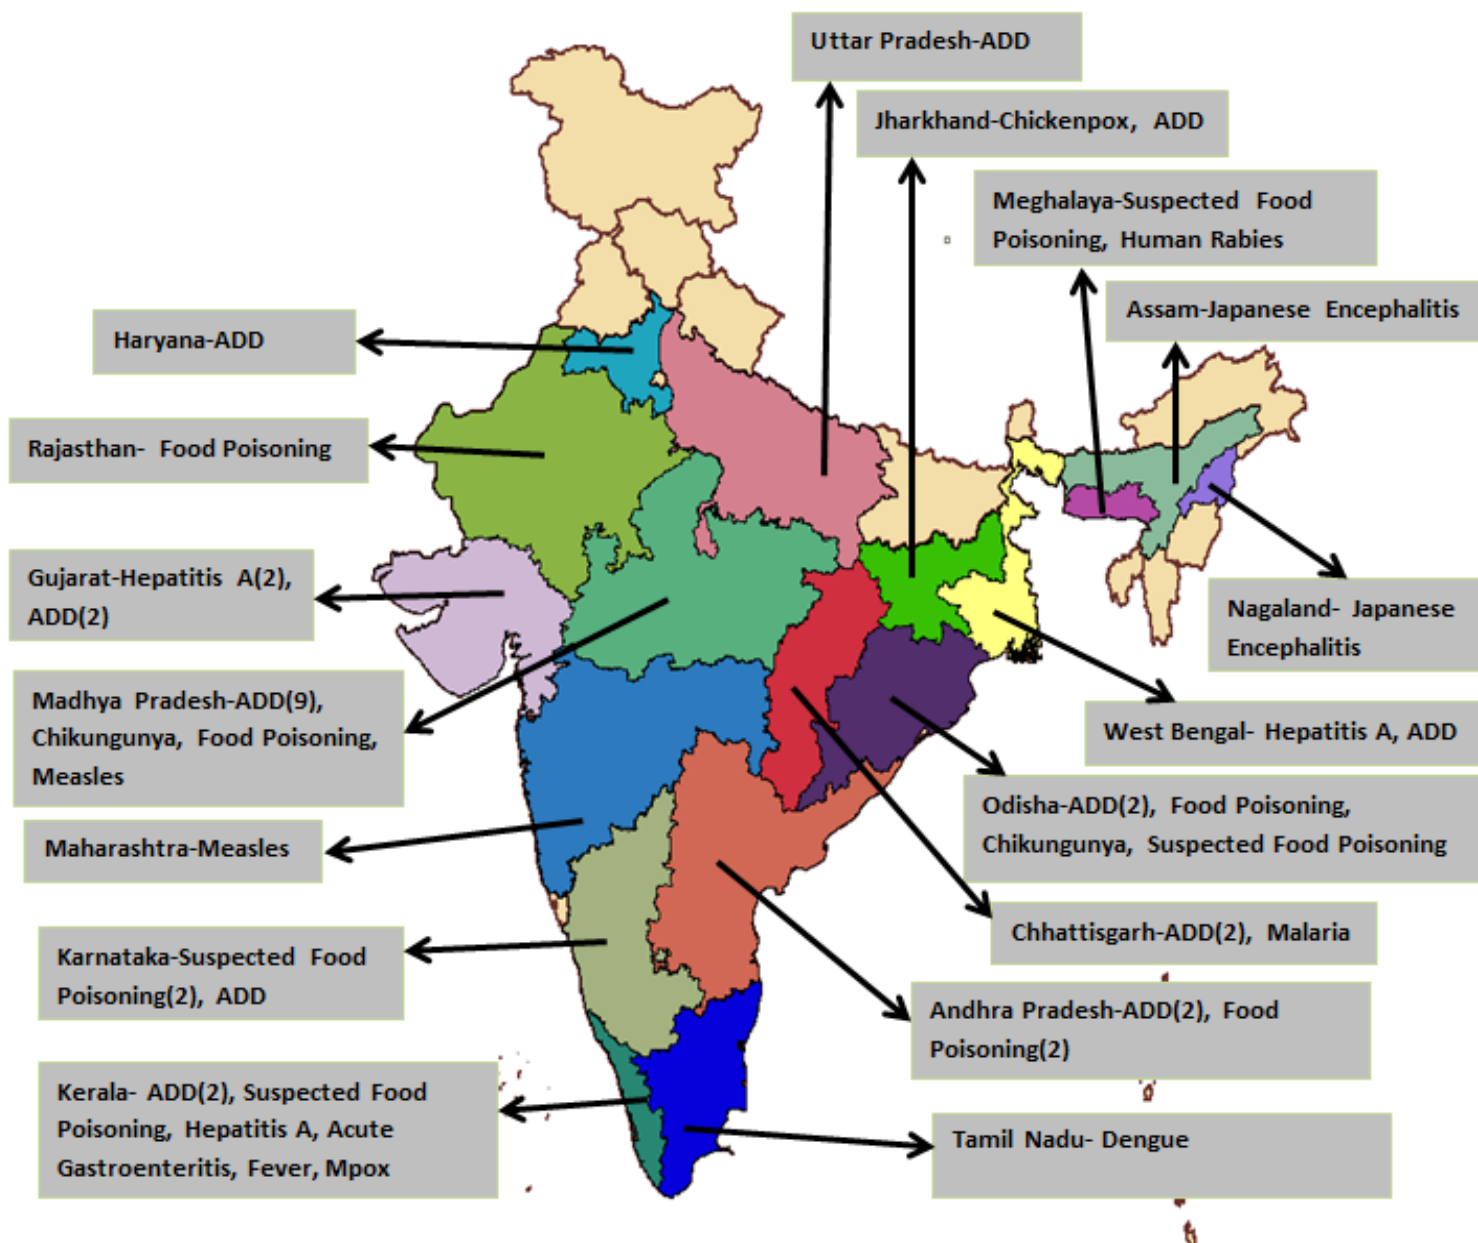 Uttar Pradesh-ADD
Jharkhand-Chickenpox, ADD
Meghalaya-Suspected Food
Poisoning, Human Rabies
Assam-Japanese Encephalitis
Haryana-ADD
Rajasthan- Food Poisoning
Gujarat-Hepatitis A(2),
ADD(2)
Nagaland- Japanese
Encephalitis
Madhya Pradesh-ADD(9),
Chikungunya, Food Poisoning,
Measles
West Bengal- Hepatitis A, ADD
Odisha-ADD(2), Food Poisoning,
Chikungunya, Suspected Food Poisoning
Maharashtra-Measles
Chhattisgarh-ADD(2), Malaria
Karnataka-Suspected Food
Poisoning(2), ADD
Andhra Pradesh-ADD(2), Food
Poisoning(2)
Kerala- ADD(2), Suspected Food
Poisoning, Hepatitis A, Acute
Gastroenteritis, Fever, Mpox
Tamil Nadu- Dengue